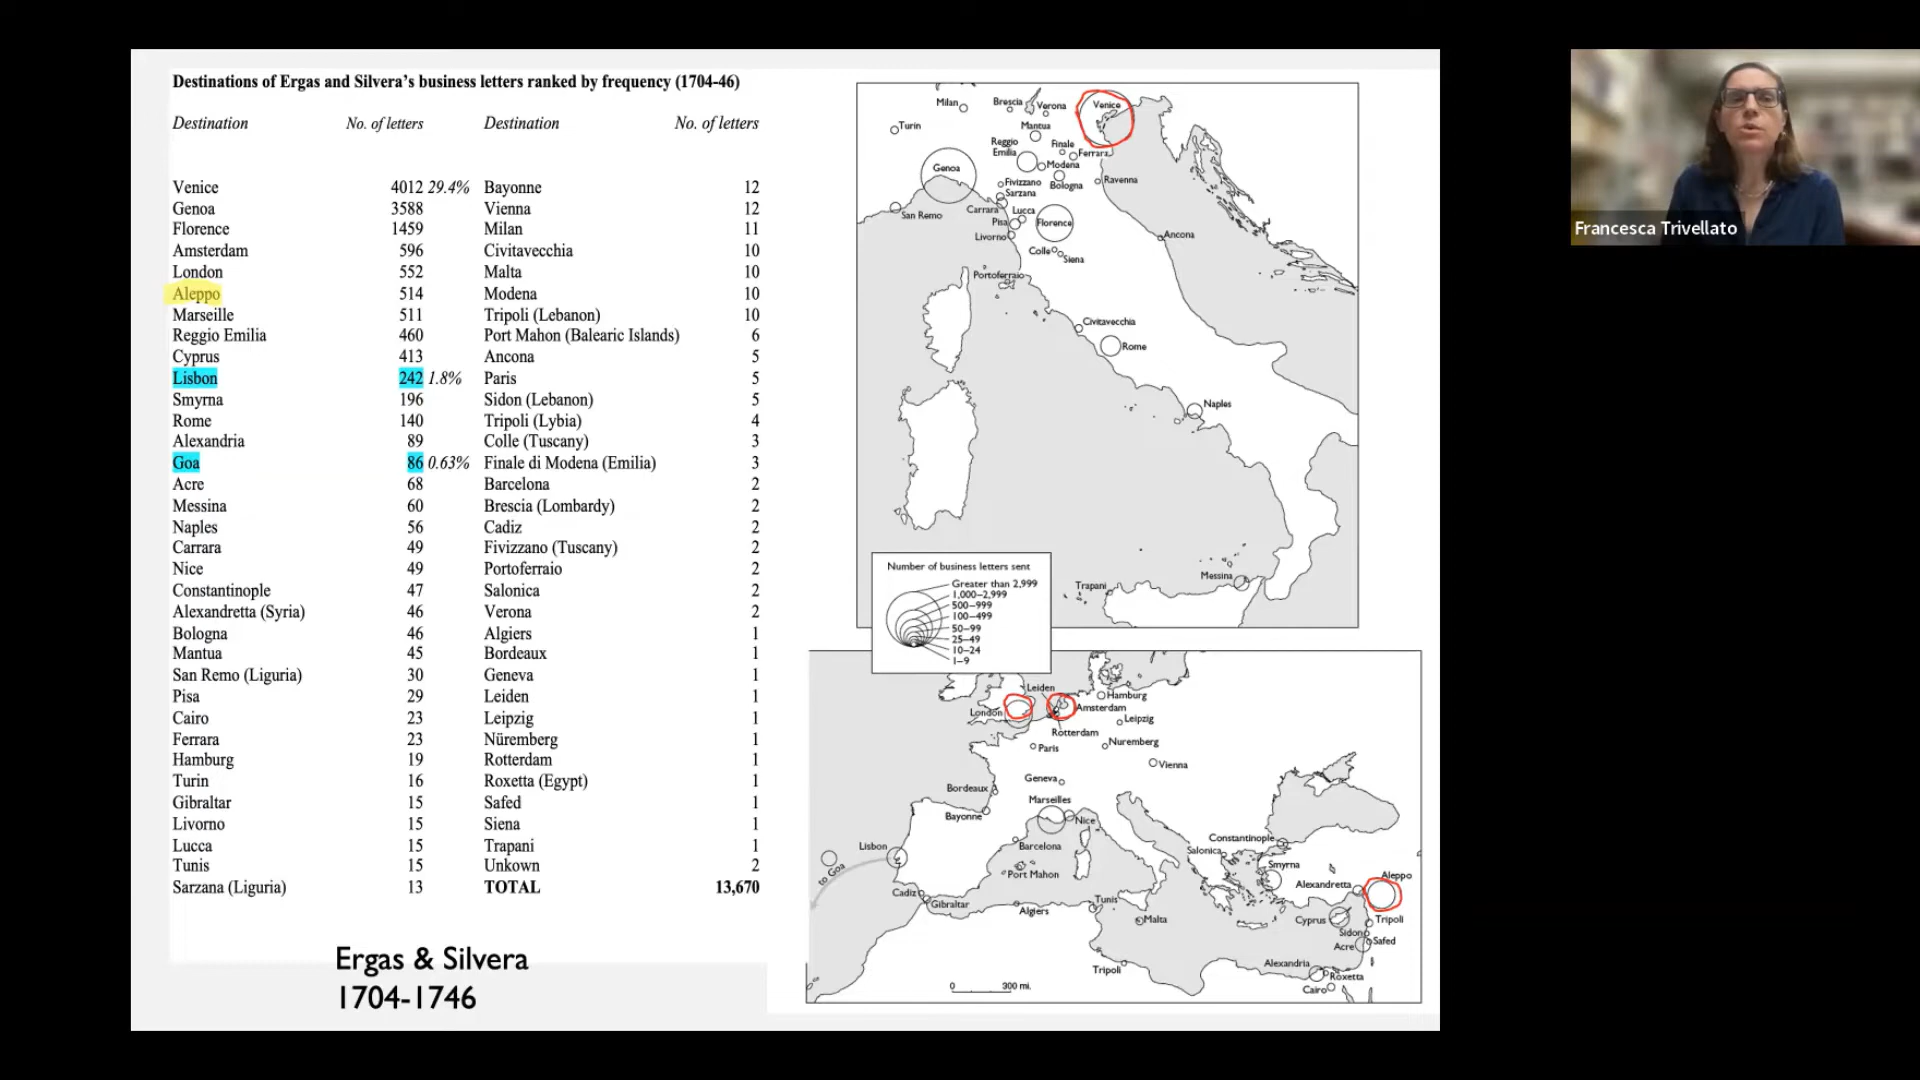 Destinations of Ergas and Silvera's business letters ranked by frequency (1704-46)
Destination No. of letters Destination No. of letters
Venice 4012 29.4% Bayonne 12
Genoa 3588 Vienna 12
Florence 1459 Milan 11
Amsterdam 596 Civitavecchia 10
London 552 Malta 10
Aleppo 514 Modena 10
Marseille 511 Tripoli (Lebanon) 10
Reggio Emilia 460 Port Mahon (Balearic Islands) 6
Cyprus 413 Ancona 5
Lisbon 242 1.8% Paris 5
Smyrna 196 Sidon (Lebanon) 5
Rome 140 Tripoli (Lybia) 4
Alexandria 89 Colle (Tuscany) 3
Goa 86 0.63% Finale di Modena (Emilia) 3
Acre 68 Barcelona 2
Messina 60 Brescia (Lombardy) 2
Naples 56 Cadiz 2
Carrara 49 Fivizzano (Tuscany) 2
Nice 49 Portoferraio 2
Constantinople 47 Salonica 2
Alexandretta (Syria) 46 Verona 2
Bologna 46 Algiers 1
Mantua 45 Bordeaux 1
San Remo (Liguria) 30 Geneva 1
Pisa 29 Leiden 1
Cairo 23 Leipzig 1
Ferrara 23 Nüremberg 1
Hamburg 19 Rotterdam 1
Turin 16 Roxetta (Egypt) 1
Gibraltar 15 Safed 1
Livorno 15 Siena 1
Lucca 15 Trapani 1
Tunis 15 Unkown 2
Sarzana (Liguria) 13 TOTAL 13,670
Ergas & Silvera
1704-1746
Milan
Brescia
Verona
Venice
Turin
Mantua
Reggio
Emilia
Finale
Ferrara
Modena
Genoa
Bologna
Ravenna
Fivizzano
Sarzana
Carrara
Lucca
San Remo
Pisa
Florence
Livorno
Ancona
Colle
Siena
Portoferraio
Civitavecchia
Rome
Naples
Messina
Trapani
Number of business letters sent
Greater than 2,999
1,000–2,999
500–999
100–499
50–99
25–49
10–24
1–9
Leiden
Hamburg
London
Amsterdam
Leipzig
Rotterdam
Paris
Nuremberg
Vienna
Geneva
Bordeaux
Marseilles
Bayonne
Nice
Constantinople
Lisbon
Barcelona
Salonica
Smyrna
to Goa
Port Mahon
Aleppo
Alexandretta
Cadiz
Gibraltar
Algiers
Tunis
Malta
Cyprus
Tripoli
Sidon
Safed
Acre
Tripoli
Alexandria
Roxetta
Cairo
0 300 mi.
Francesca Trivellato